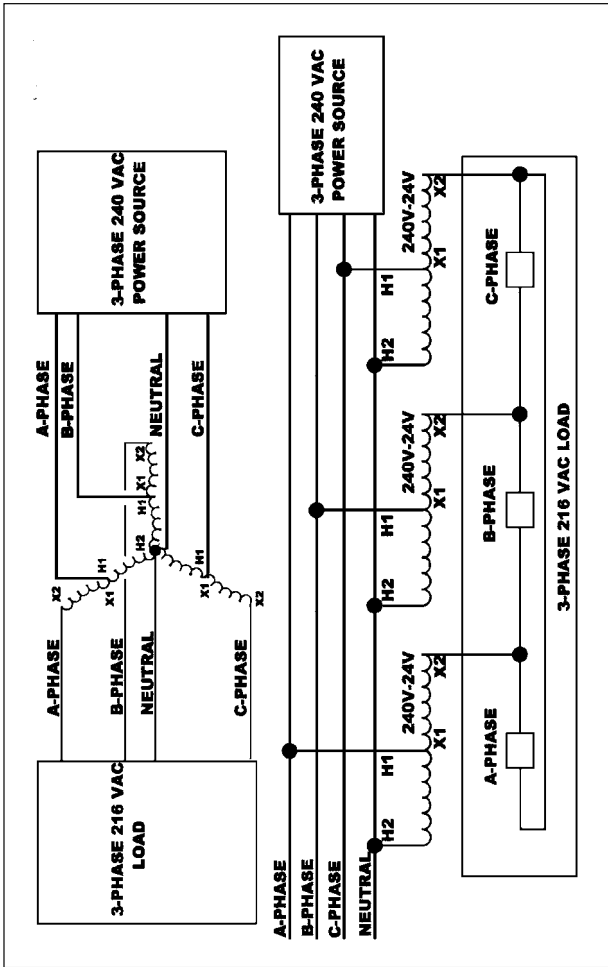 3-PHASE 240 VAC
POWER SOURCE
A-PHASE
B-PHASE
NEUTRAL
C-PHASE
X2
H1
X1
H2
H1
X1
X2
H1
X1
X2
A-PHASE
B-PHASE
NEUTRAL
C-PHASE
3-PHASE 216 VAC
LOAD
3-PHASE 240 VAC
POWER SOURCE
A-PHASE
B-PHASE
C-PHASE
NEUTRAL
H2
H1
240V-24V
X1
X2
H2
H1
240V-24V
X1
X2
H2
H1
240V-24V
X1
X2
A-PHASE
B-PHASE
C-PHASE
3-PHASE 216 VAC LOAD